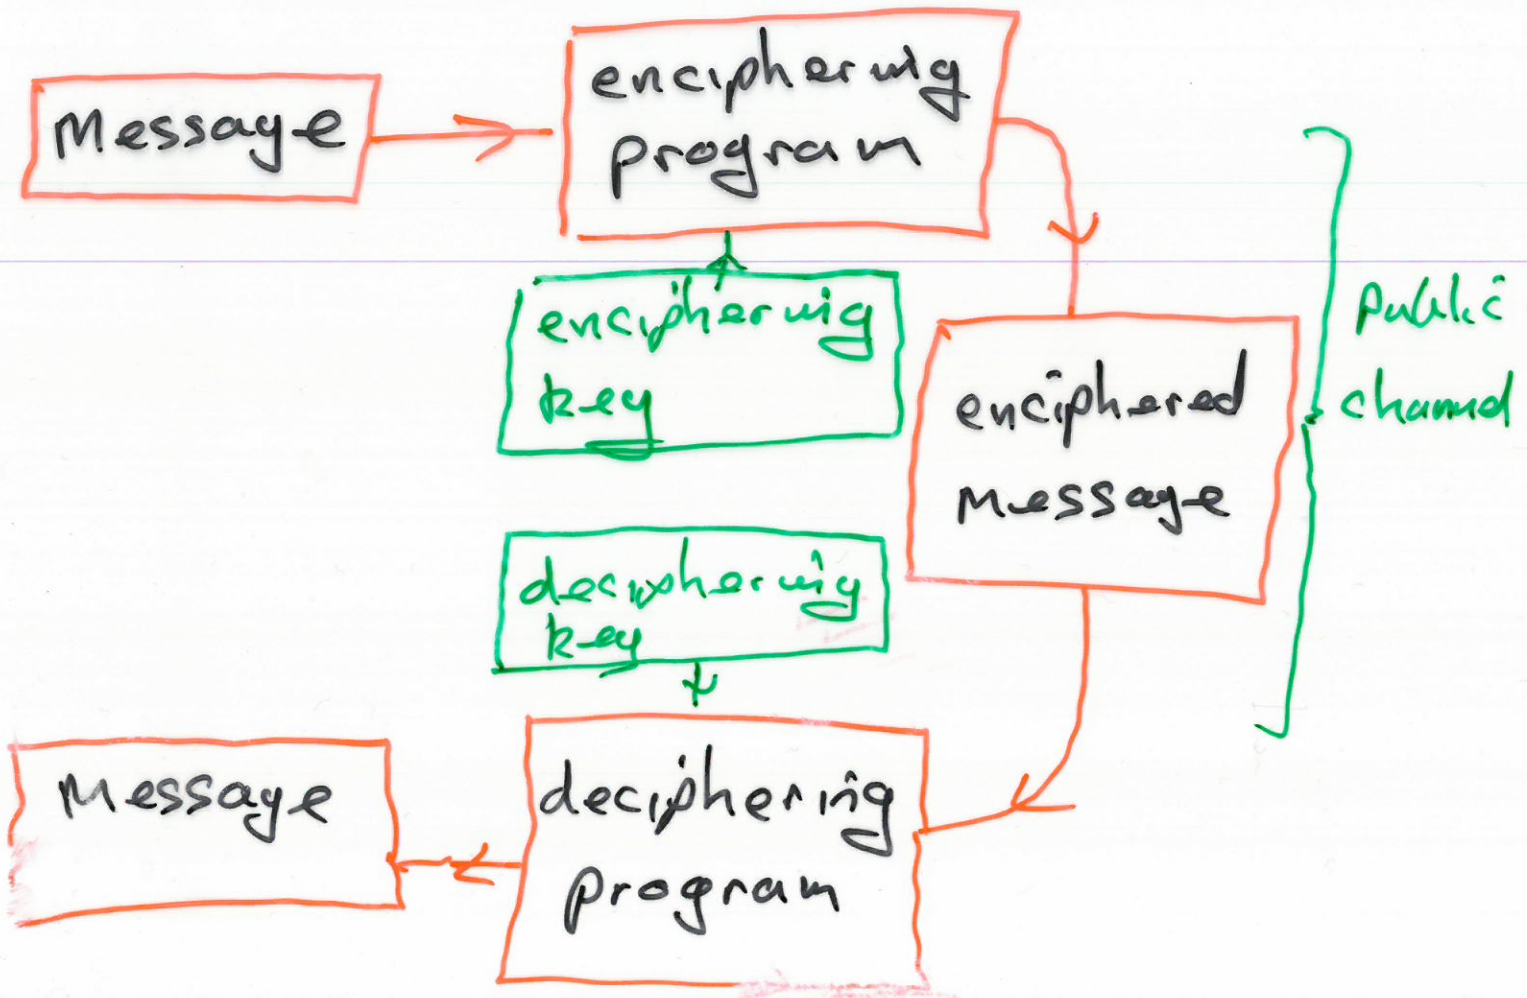 Message
enciphering
program
enciphering
key
enciphered
Message
public
channel
deciphering
key
Message
deciphering
program